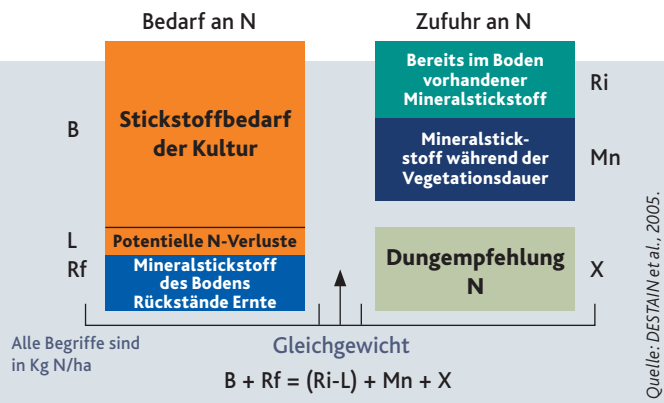 Bedarf an N
Zufuhr an N
B
Stickstoffbedarf
der Kultur
L
Potentielle N-Verluste
Rf
Mineralstickstoff
des Bodens
Rückstände Ernte
Bereits im Boden
vorhandener
Mineralstickstoff
Ri
Mineralstick-
stoff während der
Vegetationsdauer
Mn
Dungempfehlung
N
X
Alle Begriffe sind
in Kg N/ha
Gleichgewicht
B + Rf = (Ri-L) + Mn + X
Quelle: DESTAIN et al., 2005.